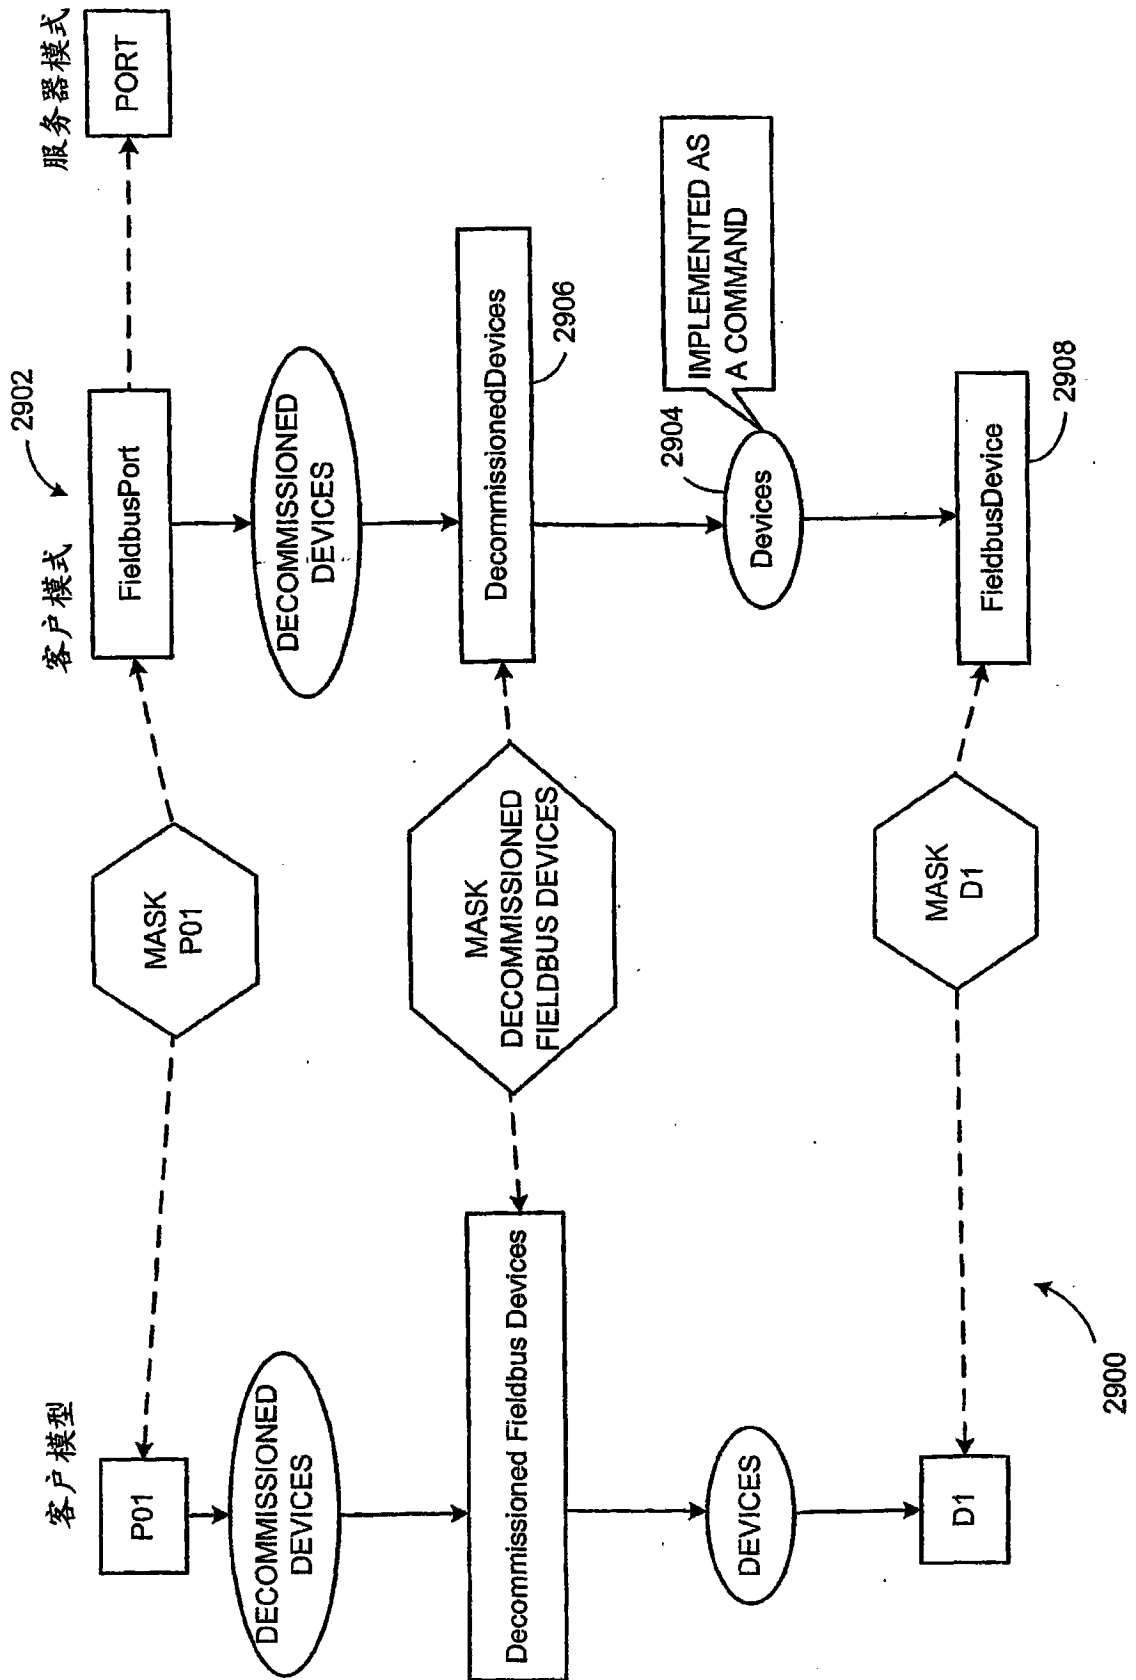 客户模型
客户模式
服务器模式
2902
P01
MASK
P01
FieldbusPort
PORT
DECOMMISSIONED
DEVICES
DECOMMISSIONED
DEVICES
Decommissioned Fieldbus Devices
MASK
DECOMMISSIONED
FIELDBUS DEVICES
DecommissionedDevices
2906
DEVICES
Devices
2904
IMPLEMENTED AS
A COMMAND
D1
MASK
D1
FieldbusDevice
2908
2900